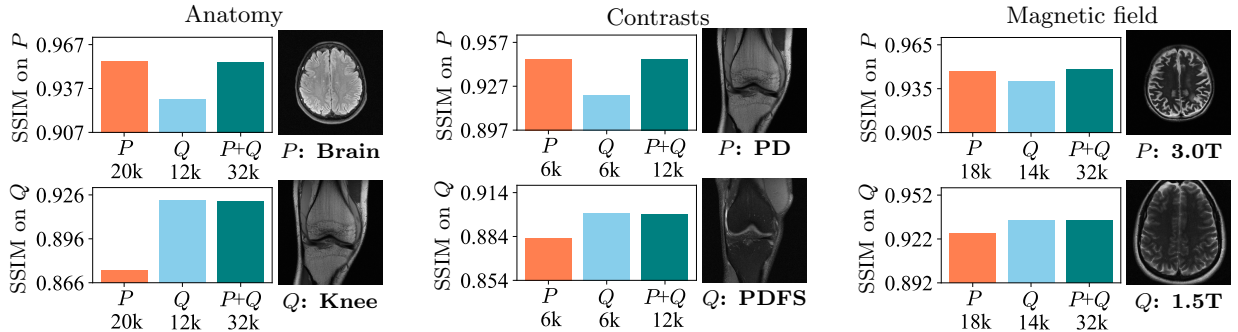 Anatomy
SSIM on P
0.967
0.937
0.907
P Q P+Q
20k 12k 32k
P: Brain
SSIM on Q
0.926
0.896
0.866
P Q P+Q
20k 12k 32k
Q: Knee
Contrasts
SSIM on P
0.957
0.927
0.897
P Q P+Q
6k 6k 12k
P: PD
SSIM on Q
0.914
0.884
0.854
P Q P+Q
6k 6k 12k
Q: PDFS
Magnetic field
SSIM on P
0.965
0.935
0.905
P Q P+Q
18k 14k 32k
P: 3.0T
SSIM on Q
0.952
0.922
0.892
P Q P+Q
18k 14k 32k
Q: 1.5T